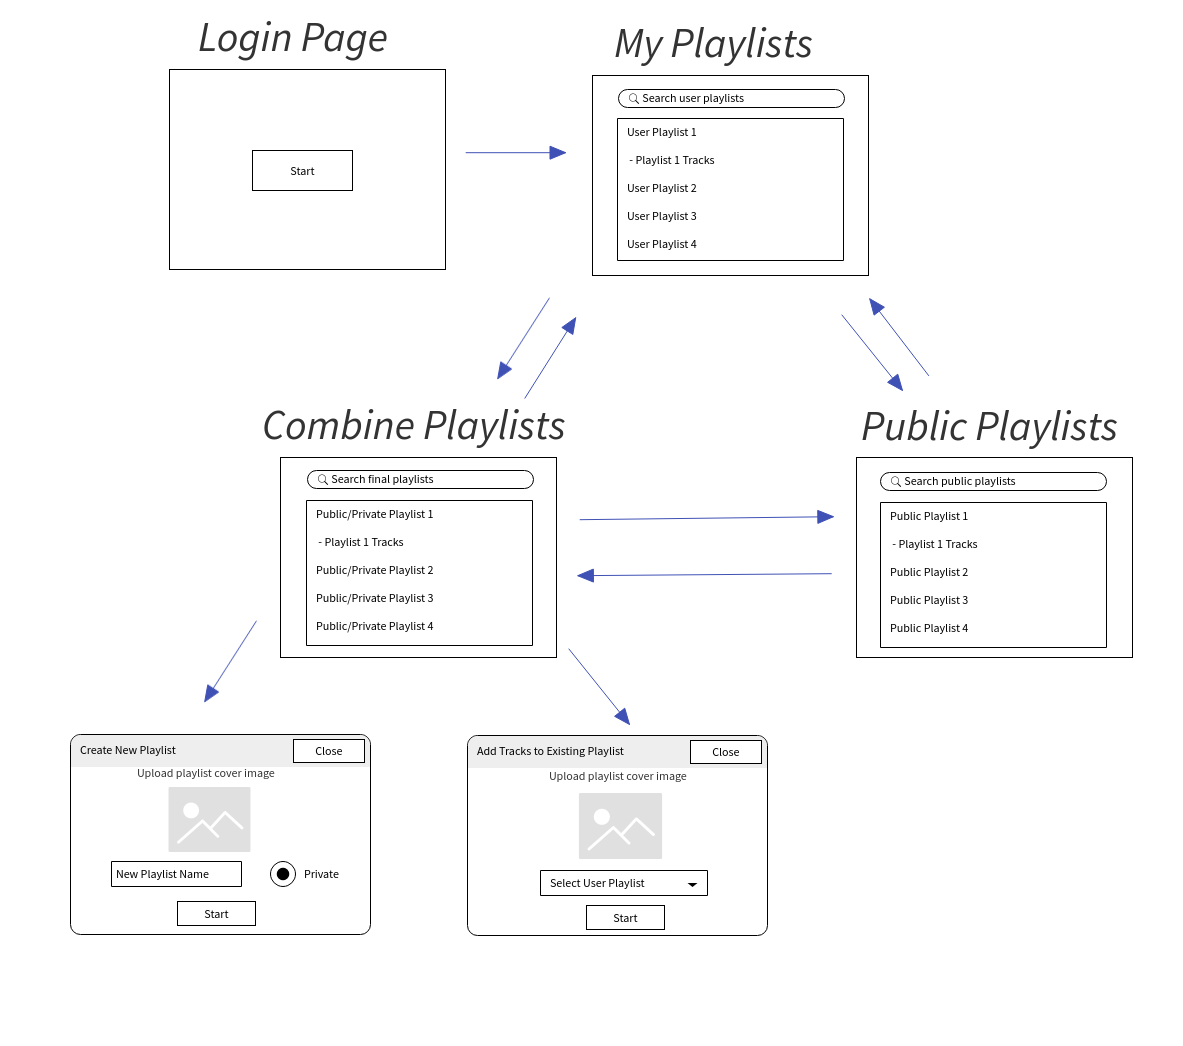 Login Page
Start
My Playlists
Search user playlists
User Playlist 1
- Playlist 1 Tracks
User Playlist 2
User Playlist 3
User Playlist 4
Combine Playlists
Search final playlists
Public/Private Playlist 1
- Playlist 1 Tracks
Public/Private Playlist 2
Public/Private Playlist 3
Public/Private Playlist 4
Public Playlists
Search public playlists
Public Playlist 1
- Playlist 1 Tracks
Public Playlist 2
Public Playlist 3
Public Playlist 4
Create New Playlist
Close
Upload playlist cover image
New Playlist Name
Private
Start
Add Tracks to Existing Playlist
Close
Upload playlist cover image
Select User Playlist
Start